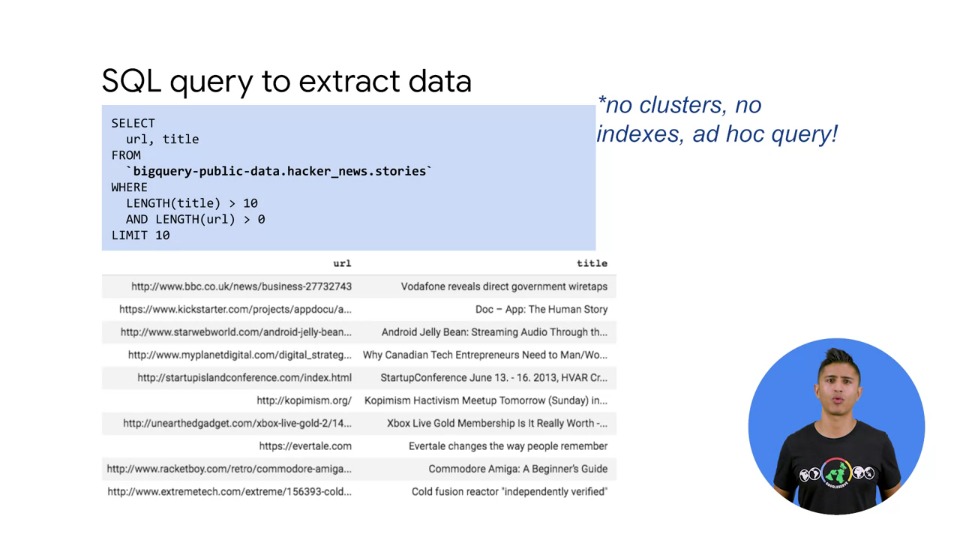 SQL query to extract data
*no clusters, no
indexes, ad hoc query!
SELECT
url, title
FROM
`bigquery-public-data.hacker_news.stories`
WHERE
LENGTH(title) > 10
AND LENGTH(url) > 0
LIMIT 10
url title
http://www.bbc.co.uk/news/business-27732743 Vodafone reveals direct government wiretaps
https://www.kickstarter.com/projects/appdocu/a... Doc – App: The Human Story
http://www.starwebworld.com/android-jelly-bean... Android Jelly Bean: Streaming Audio Through th...
http://www.myplanetdigital.com/digital_strateg... Why Canadian Tech Entrepreneurs Need to Man/Wo...
http://startupislandconference.com/index.html StartupConference June 13. - 16. 2013, HVAR Cr...
http://kopimism.org/ Kopimism Hactivism Meetup Tomorrow (Sunday) in...
http://unearthedgadget.com/xbox-live-gold-2/14... Xbox Live Gold Membership Is It Really Worth -...
https://evertale.com Evertale changes the way people remember
http://www.racketboy.com/retro/commodore-amiga... Commodore Amiga: A Beginner's Guide
http://www.extremetech.com/extreme/156393-cold... Cold fusion reactor "independently verified"